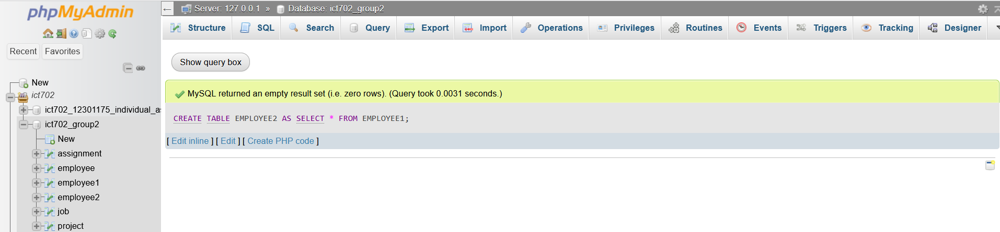 phpMyAdmin
Recent Favorites
New
ict702
ict702_12301175_individual_a
ict702_group2
New
assignment
employee
employee1
employee2
job
project
← Server: 127.0.0.1 » Database: ict702_group2
Structure SQL Search Query Export Import Operations Privileges Routines Events Triggers Tracking Designer
Show query box
MySQL returned an empty result set (i.e. zero rows). (Query took 0.0031 seconds.)
CREATE TABLE EMPLOYEE2 AS SELECT * FROM EMPLOYEE1;
[ Edit inline ] [ Edit ] [ Create PHP code ]